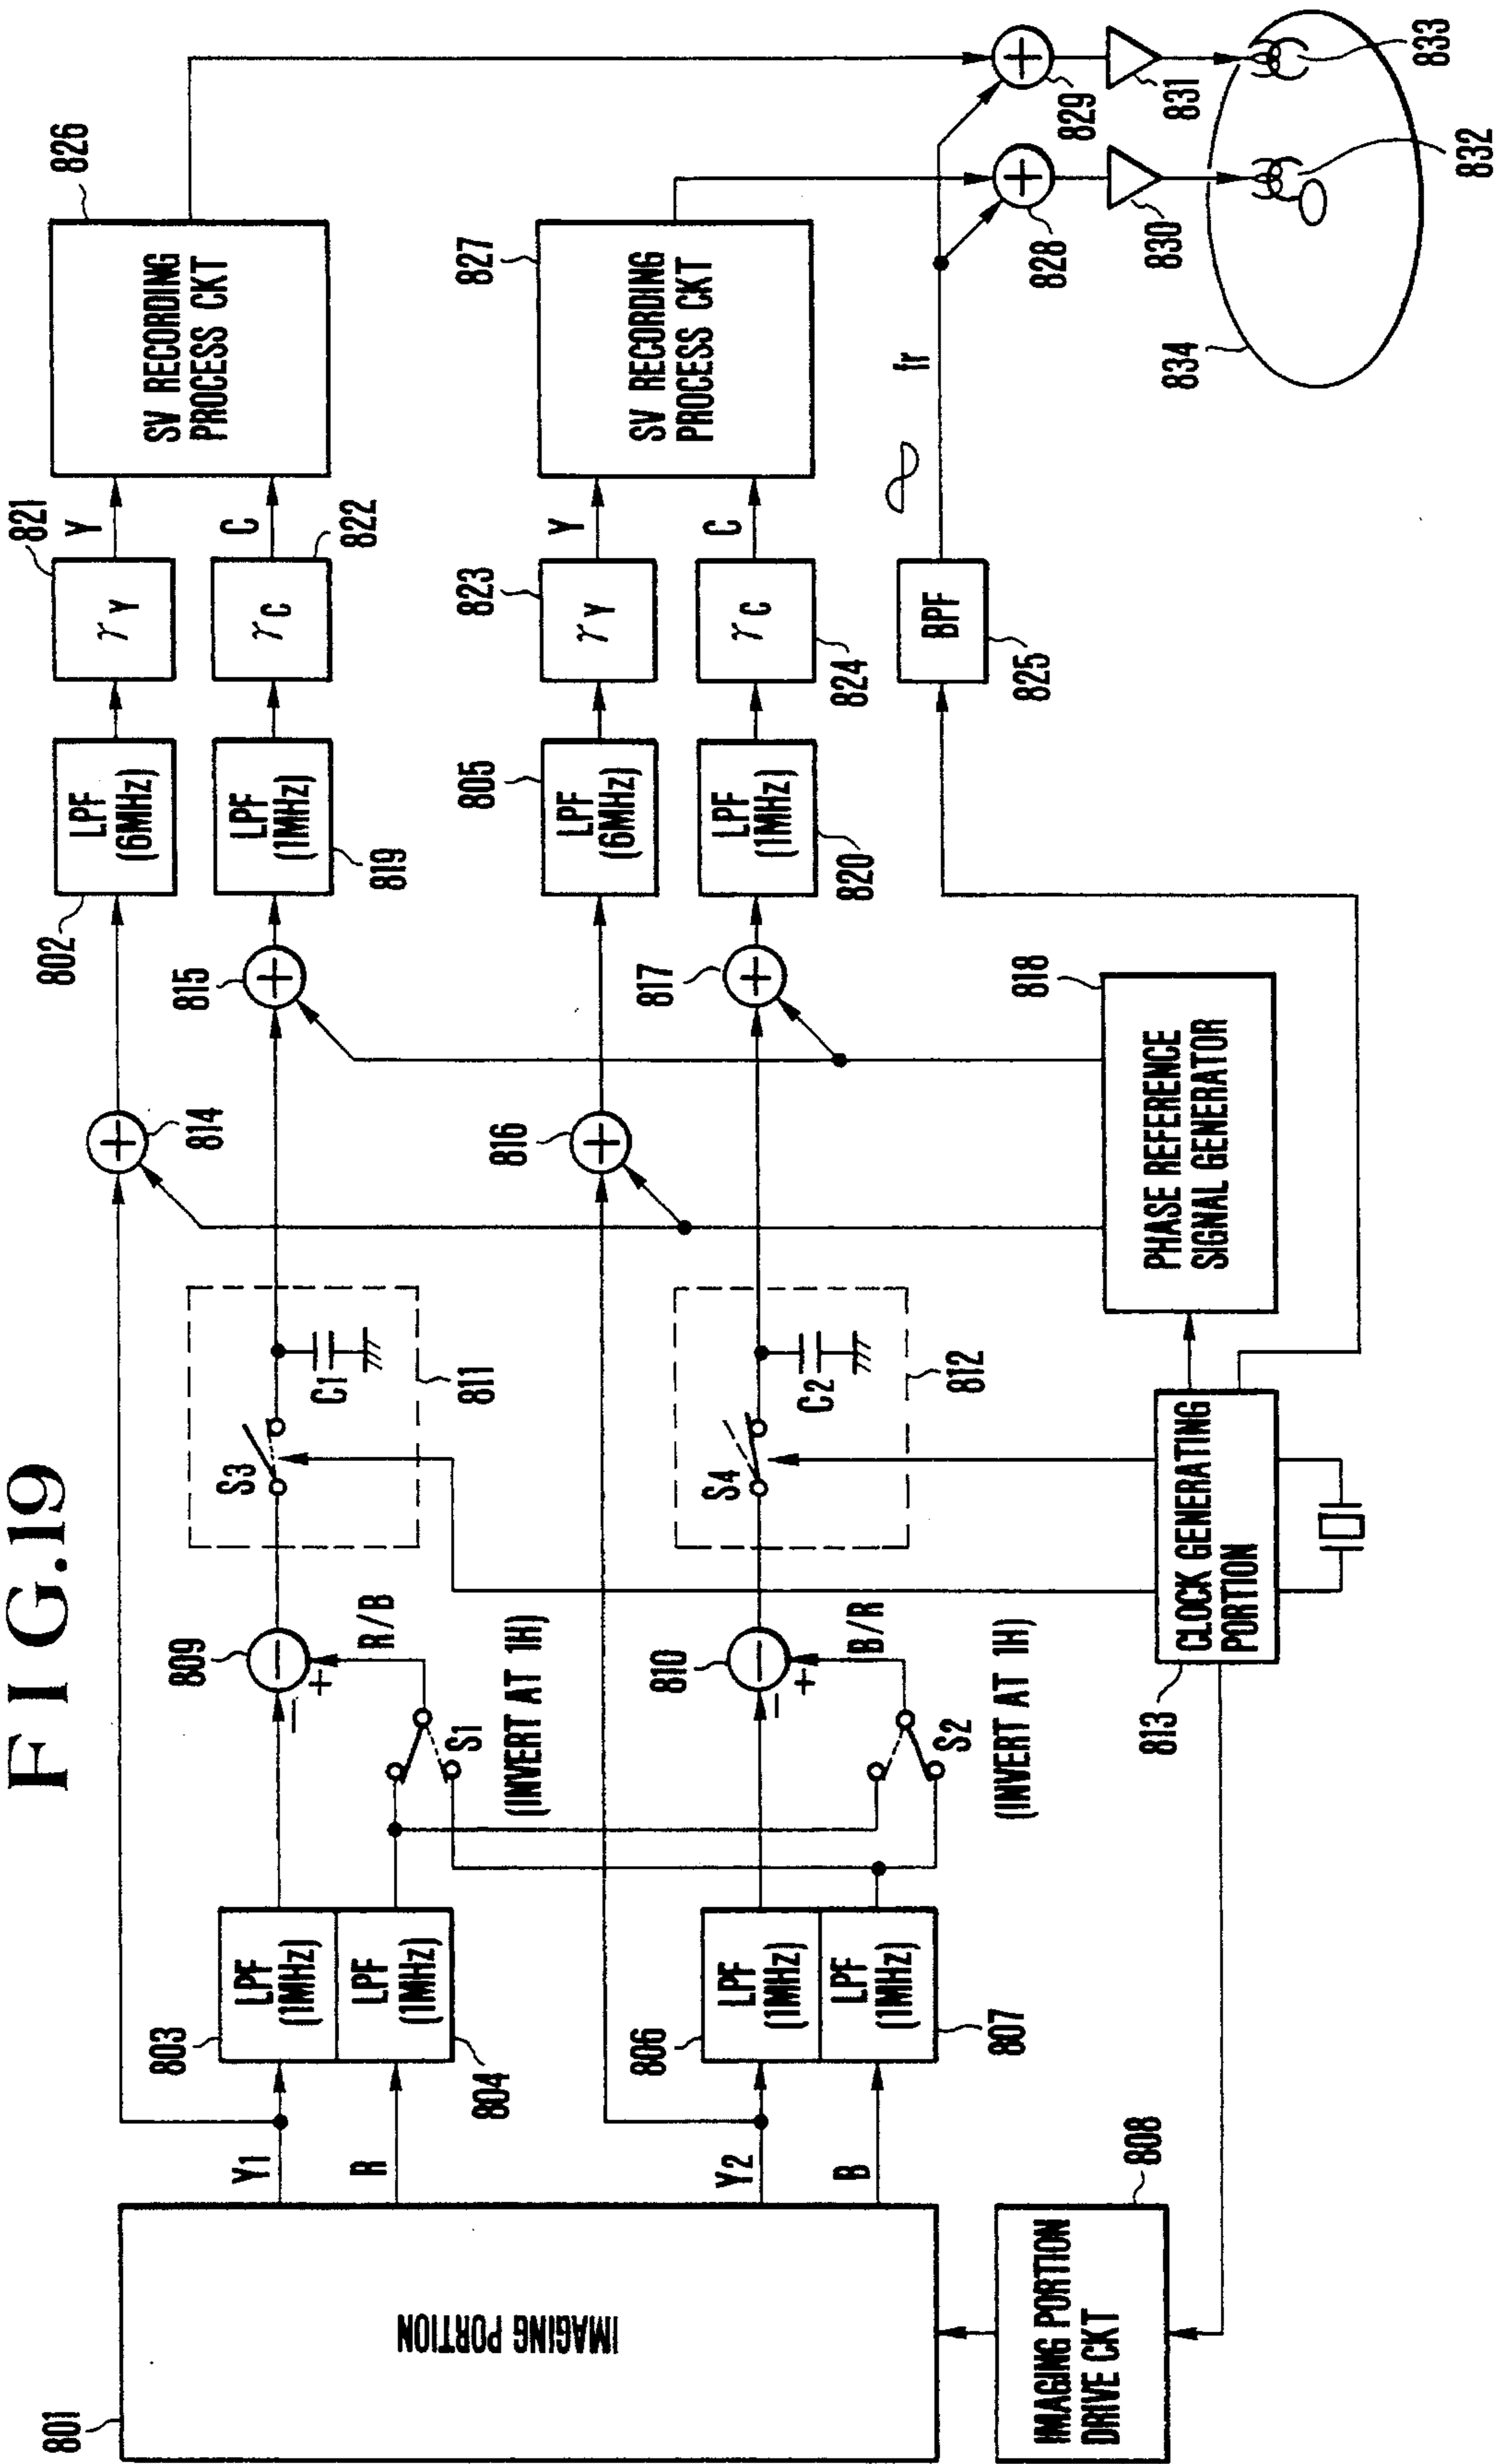 FIG.19
801
IMAGING PORTION
Y1
R
Y2
B
IMAGING PORTION
DRIVE CKT
808
803
LPF
(1MHz)
LPF
(1MHz)
804
806
LPF
(1MHz)
LPF
(1MHz)
807
809
−
+
R/B
S1
(INVERT AT 1H)
810
−
+
B/R
S2
(INVERT AT 1H)
S3
C1
811
S4
C2
812
813
CLOCK GENERATING
PORTION
814
815
816
817
818
PHASE REFERENCE
SIGNAL GENERATOR
802
LPF
(6MHz)
LPF
(1MHz)
819
805
LPF
(6MHz)
LPF
(1MHz)
820
821
γY
Y
γC
C
822
823
γY
Y
γC
C
824
BPF
825
fr
826
SV RECORDING
PROCESS CKT
827
SV RECORDING
PROCESS CKT
828
829
830
831
832
833
834